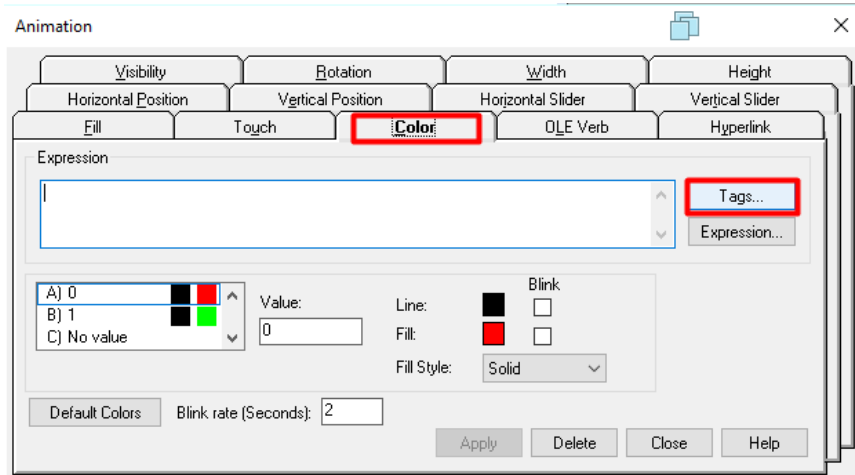 Animation
Visibility Rotation Width Height
Horizontal Position Vertical Position Horizontal Slider Vertical Slider
Fill Touch Color OLE Verb Hyperlink
Expression
Tags...
Expression...
A) 0
B) 1
C) No value
Value:
0
Blink
Line:
Fill:
Fill Style: Solid
Default Colors Blink rate (Seconds): 2
Apply Delete Close Help